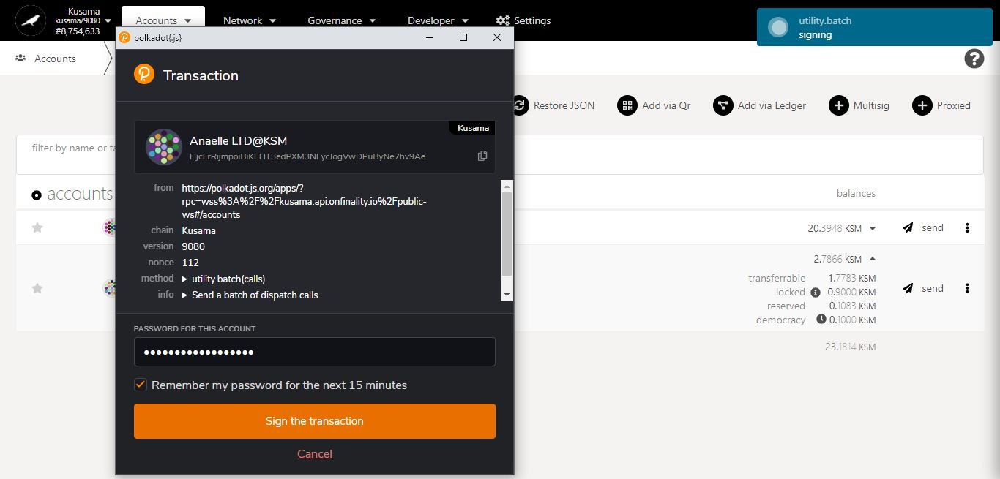 Kusama
kusama/9080
#8,754,633
Accounts
Network
Governance
Developer
Settings
utility.batch
signing
polkadot{.js}
Accounts
Transaction
Restore JSON
Add via Qr
Add via Ledger
Multisig
Proxied
Kusama
Anaelle LTD@KSM
HjcErRijmpoiBiKEHT3edPXM3NFycJogVwDPuByNe7hv9Ae
filter by name or ta
from https://polkadot.js.org/apps/?
rpc=wss%3A%2F%2Fkusama.api.onfinality.io%2Fpublic-
ws#/accounts
chain Kusama
version 9080
nonce 112
method utility.batch(calls)
info Send a batch of dispatch calls.
accounts
balances
20.3948 KSM
send
2.7866 KSM
transferrable 1.7783 KSM
locked 0.9000 KSM
reserved 0.1083 KSM
democracy 0.1000 KSM
send
23.1814 KSM
PASSWORD FOR THIS ACCOUNT
••••••••••••••••••
Remember my password for the next 15 minutes
Sign the transaction
Cancel